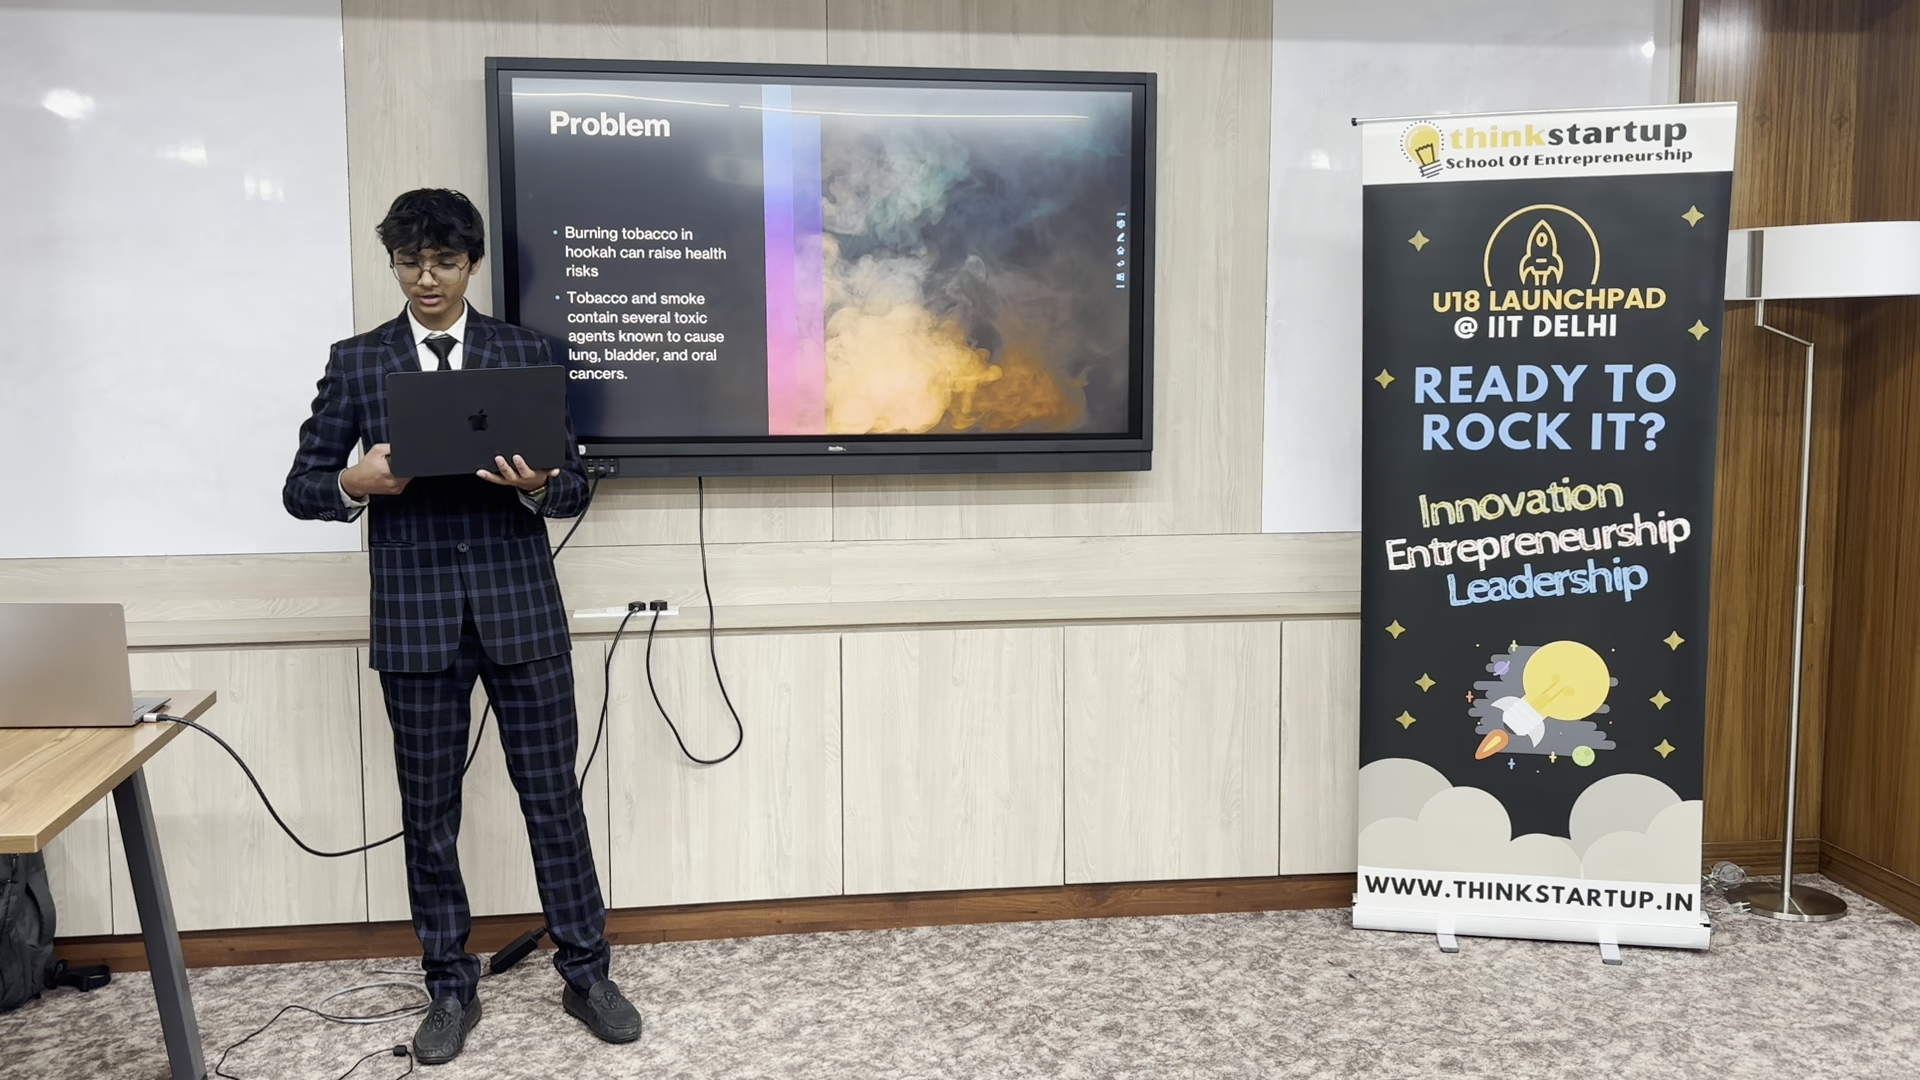 Problem
• Burning tobacco in
hookah can raise health
risks
• Tobacco and smoke
contain several toxic
agents known to cause
lung, bladder, and oral
cancers.
thinkstartup
School Of Entrepreneurship
U18 LAUNCHPAD
@ IIT DELHI
READY TO
ROCK IT?
Innovation
Entrepreneurship
Leadership
WWW.THINKSTARTUP.IN